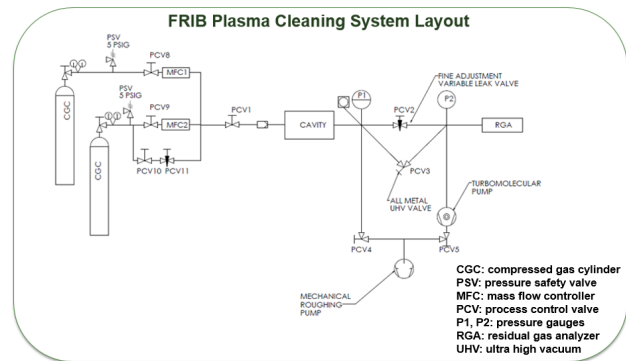 FRIB Plasma Cleaning System Layout
PSV
5 PSIG
PCV8
MFC1
CGC
PSV
5 PSIG
PCV9
MFC2
CGC
PCV10
PCV11
PCV1
CAVITY
P1
PCV2
FINE ADJUSTMENT
VARIABLE LEAK VALVE
P2
RGA
PCV3
ALL METAL
UHV VALVE
TURBOMOLECULAR
PUMP
PCV4
PCV5
MECHANICAL
ROUGHING
PUMP
CGC: compressed gas cylinder
PSV: pressure safety valve
MFC: mass flow controller
PCV: process control valve
P1, P2: pressure gauges
RGA: residual gas analyzer
UHV: ultra high vacuum